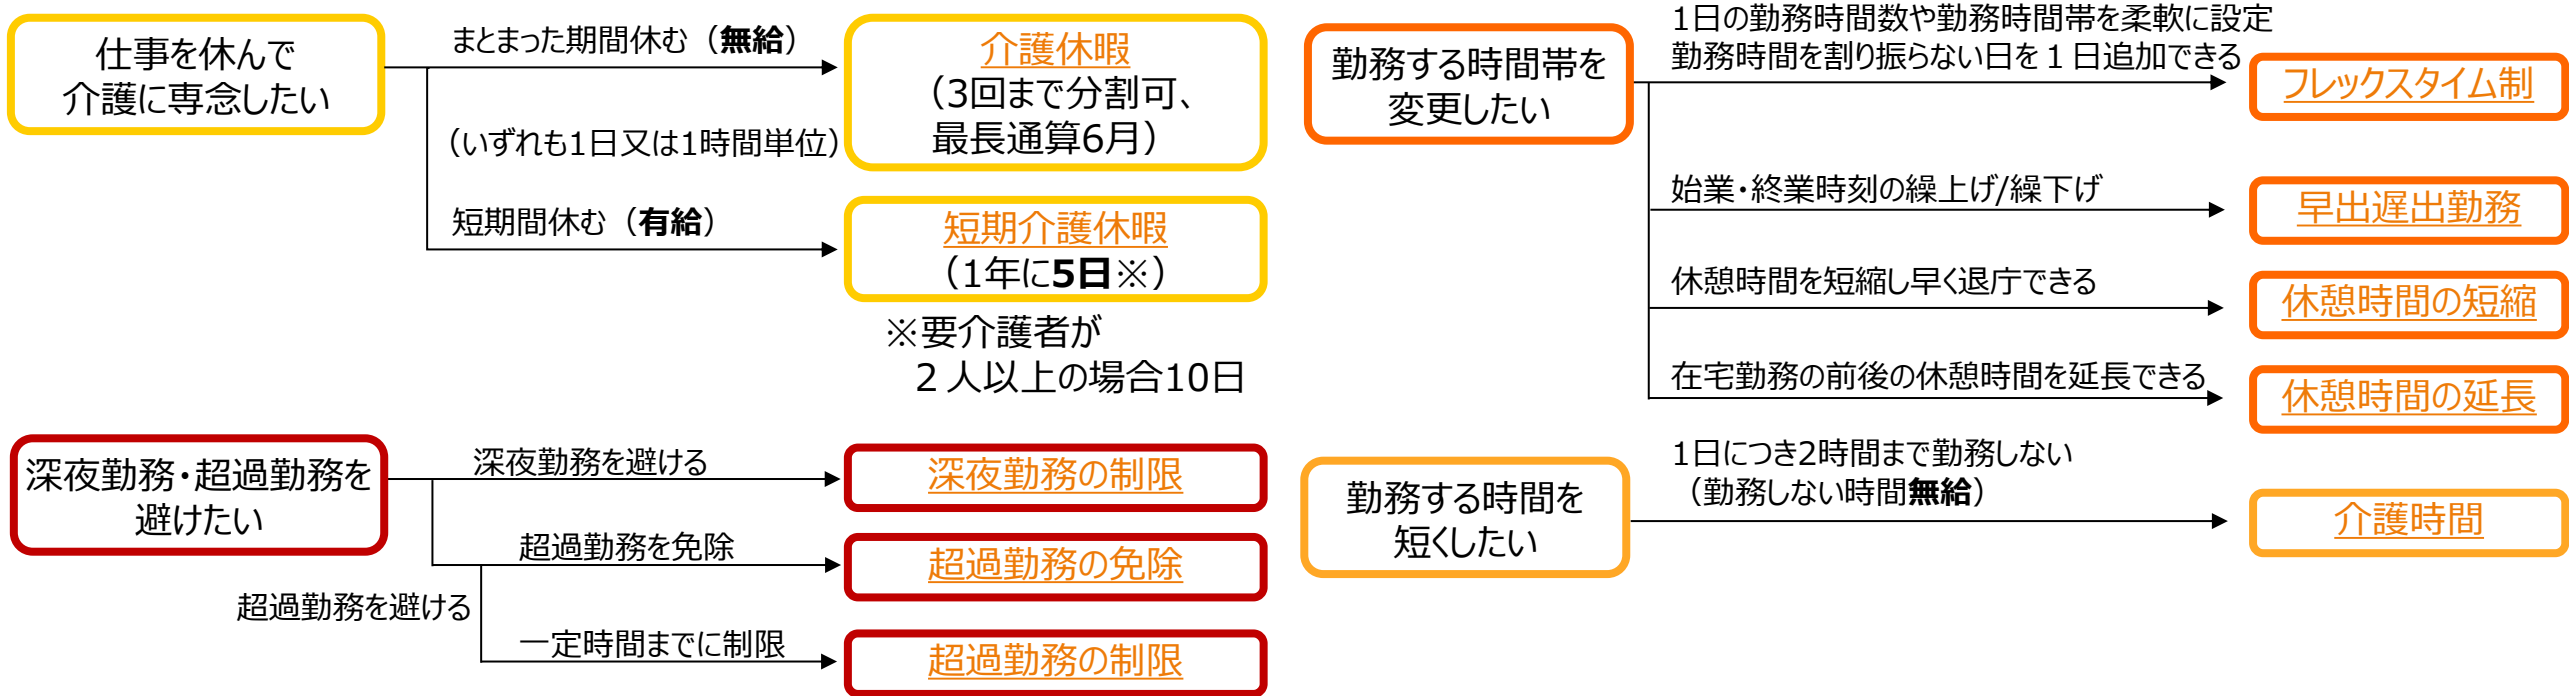 仕事を休んで
介護に専念したい
まとまった期間休む（無給）
（いずれも1日又は1時間単位）
短期間休む（有給）
介護休暇
（3回まで分割可、
最長通算6月）
短期介護休暇
（1年に5日※）
※要介護者が
２人以上の場合10日
深夜勤務・超過勤務を
避けたい
深夜勤務を避ける
超過勤務を免除
超過勤務を避ける
一定時間までに制限
深夜勤務の制限
超過勤務の免除
超過勤務の制限
勤務する時間帯を
変更したい
1日の勤務時間数や勤務時間帯を柔軟に設定
勤務時間を割り振らない日を１日追加できる
フレックスタイム制
始業・終業時刻の繰上げ/繰下げ
早出遅出勤務
休憩時間を短縮し早く退庁できる
休憩時間の短縮
在宅勤務の前後の休憩時間を延長できる
休憩時間の延長
勤務する時間を
短くしたい
1日につき2時間まで勤務しない
（勤務しない時間無給）
介護時間